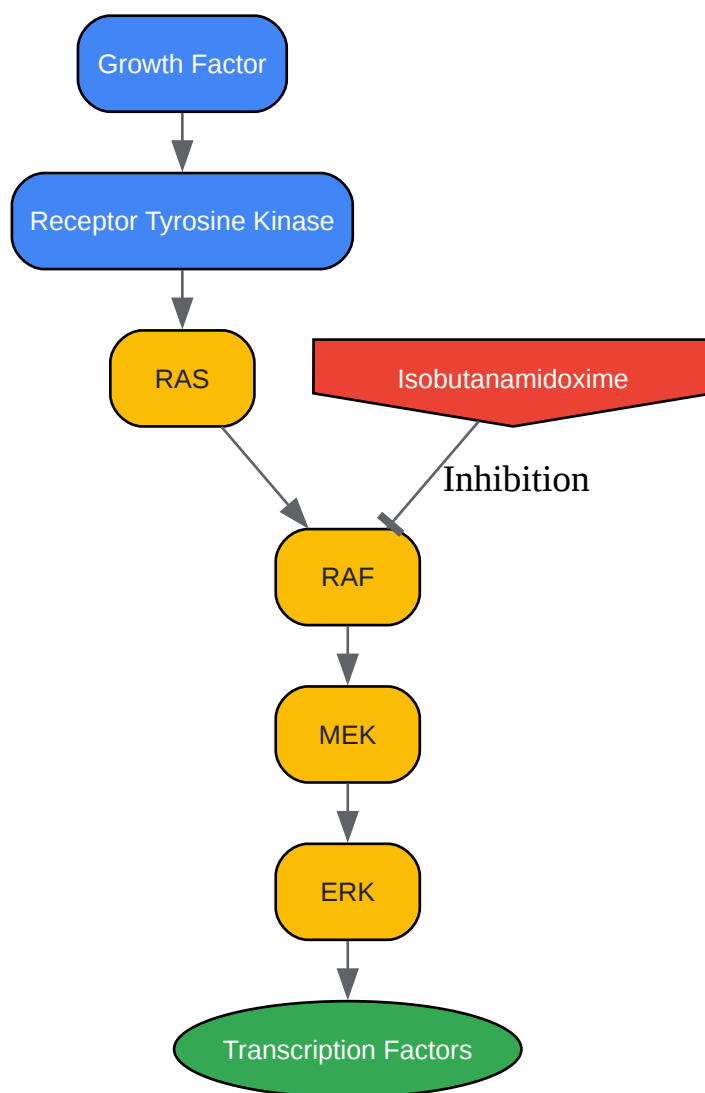 Growth Factor
Receptor Tyrosine Kinase
RAS
Isobutanamidoxime
Inhibition
RAF
MEK
ERK
Transcription Factors